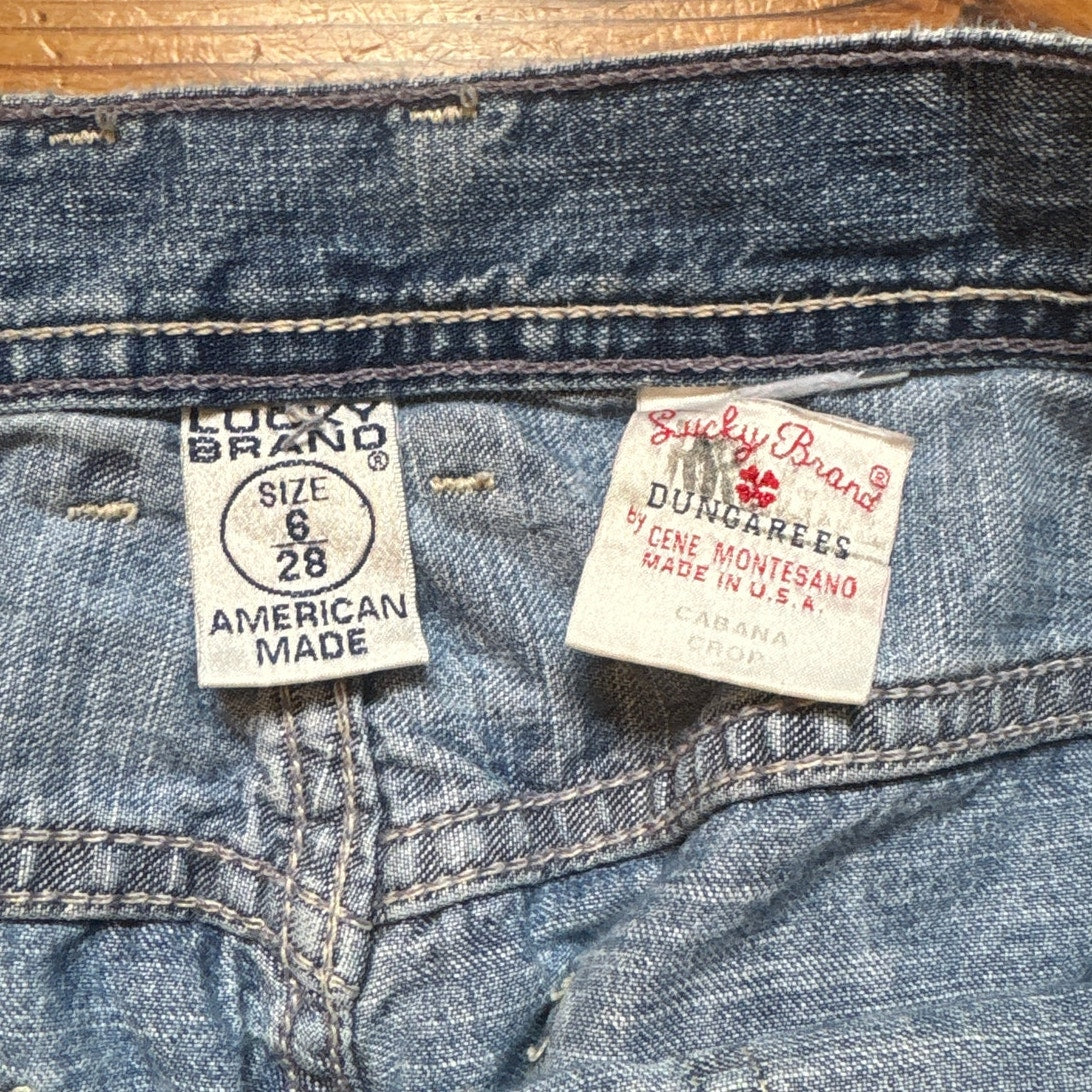 LUCKY
BRAND®
SIZE
6
28
AMERICAN
MADE
Lucky Brand®
DUNGAREES
by GENE MONTESANO
MADE IN U.S.A.
CABANA
CROP